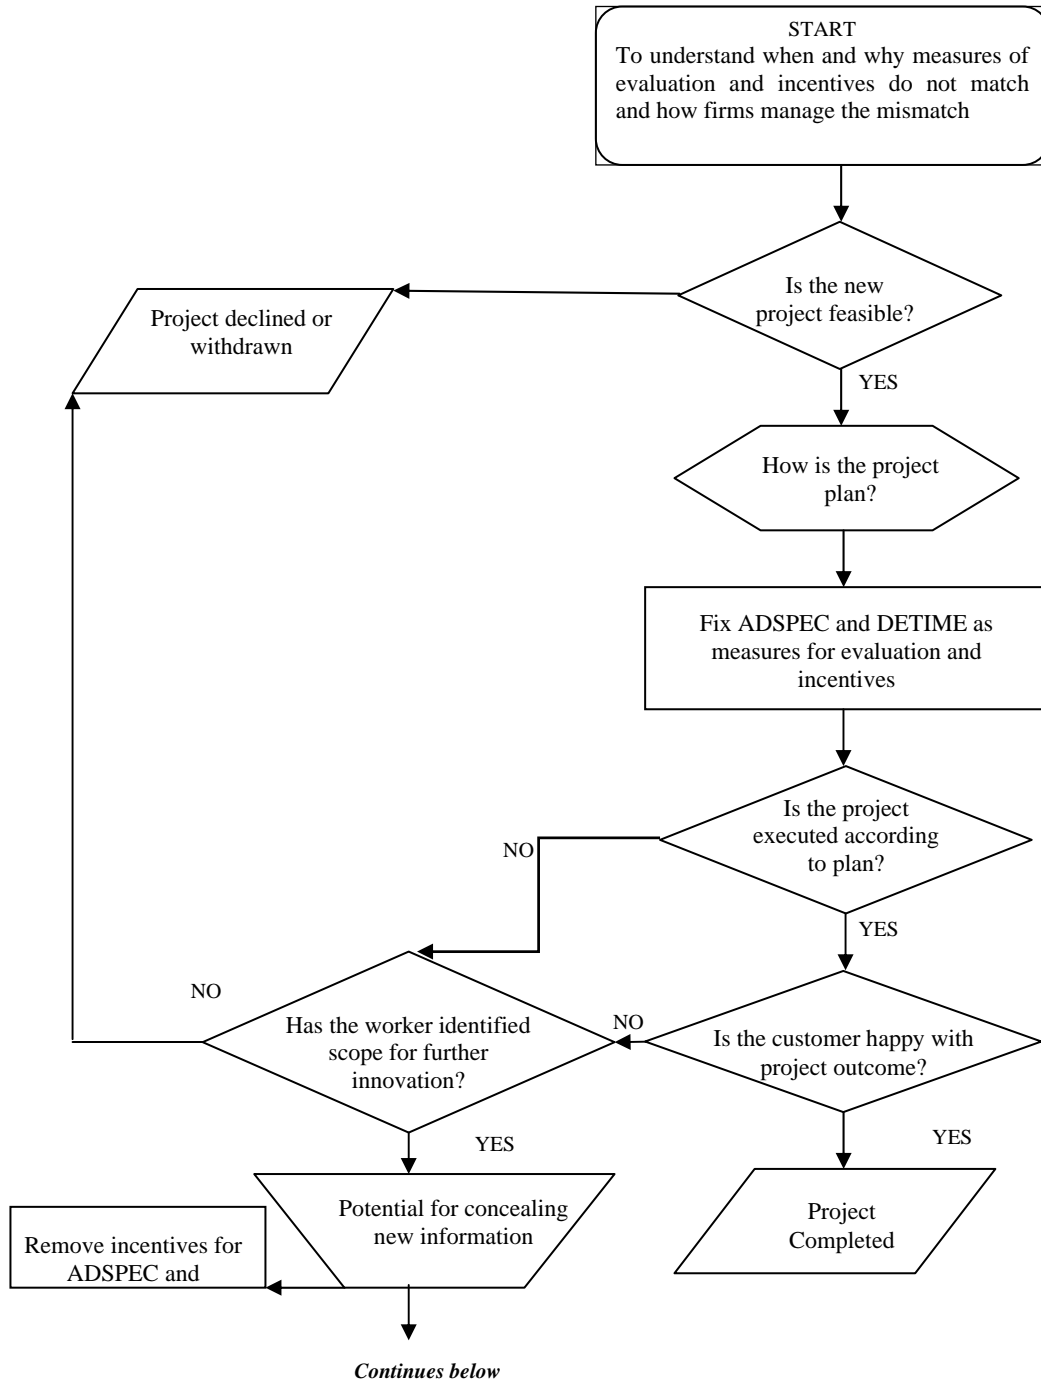 START
To understand when and why measures of
evaluation and incentives do not match
and how firms manage the mismatch
Is the new
project feasible?
Project declined or
withdrawn
YES
How is the project
plan?
Fix ADSPEC and DETIME as
measures for evaluation and
incentives
Is the project
executed according
to plan?
NO
YES
NO
Has the worker identified
scope for further
innovation?
NO
Is the customer happy with
project outcome?
YES
YES
Potential for concealing
new information
Project
Completed
Remove incentives for
ADSPEC and
Continues below